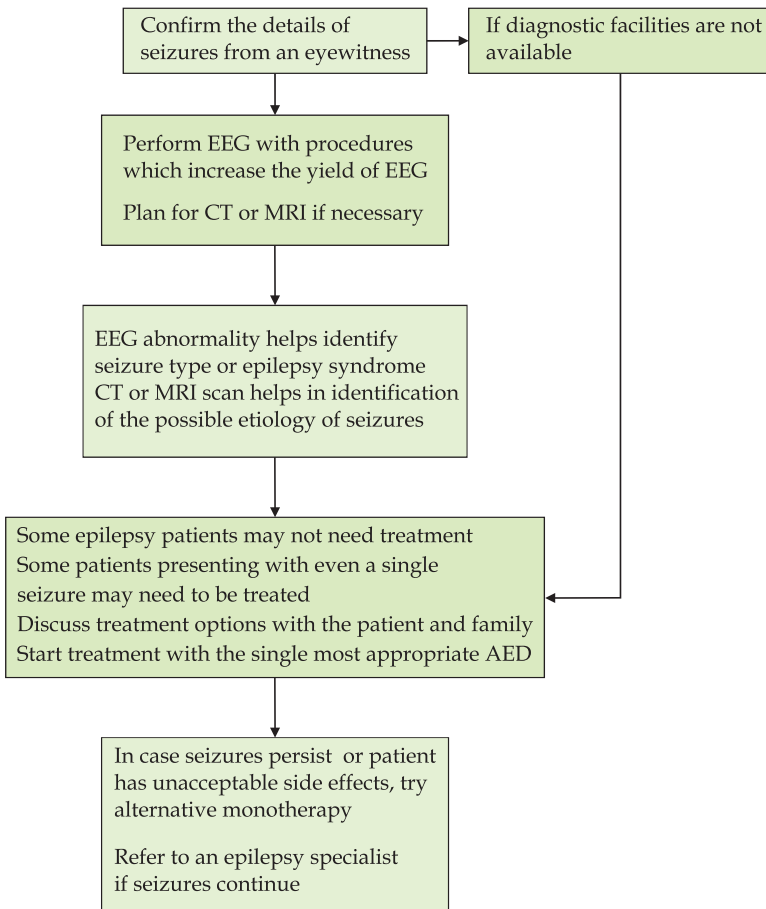 Confirm the details of
seizures from an eyewitness
If diagnostic facilities are not
available
Perform EEG with procedures
which increase the yield of EEG
Plan for CT or MRI if necessary
EEG abnormality helps identify
seizure type or epilepsy syndrome
CT or MRI scan helps in identification
of the possible etiology of seizures
Some epilepsy patients may not need treatment
Some patients presenting with even a single
seizure may need to be treated
Discuss treatment options with the patient and family
Start treatment with the single most appropriate AED
In case seizures persist or patient
has unacceptable side effects, try
alternative monotherapy
Refer to an epilepsy specialist
if seizures continue